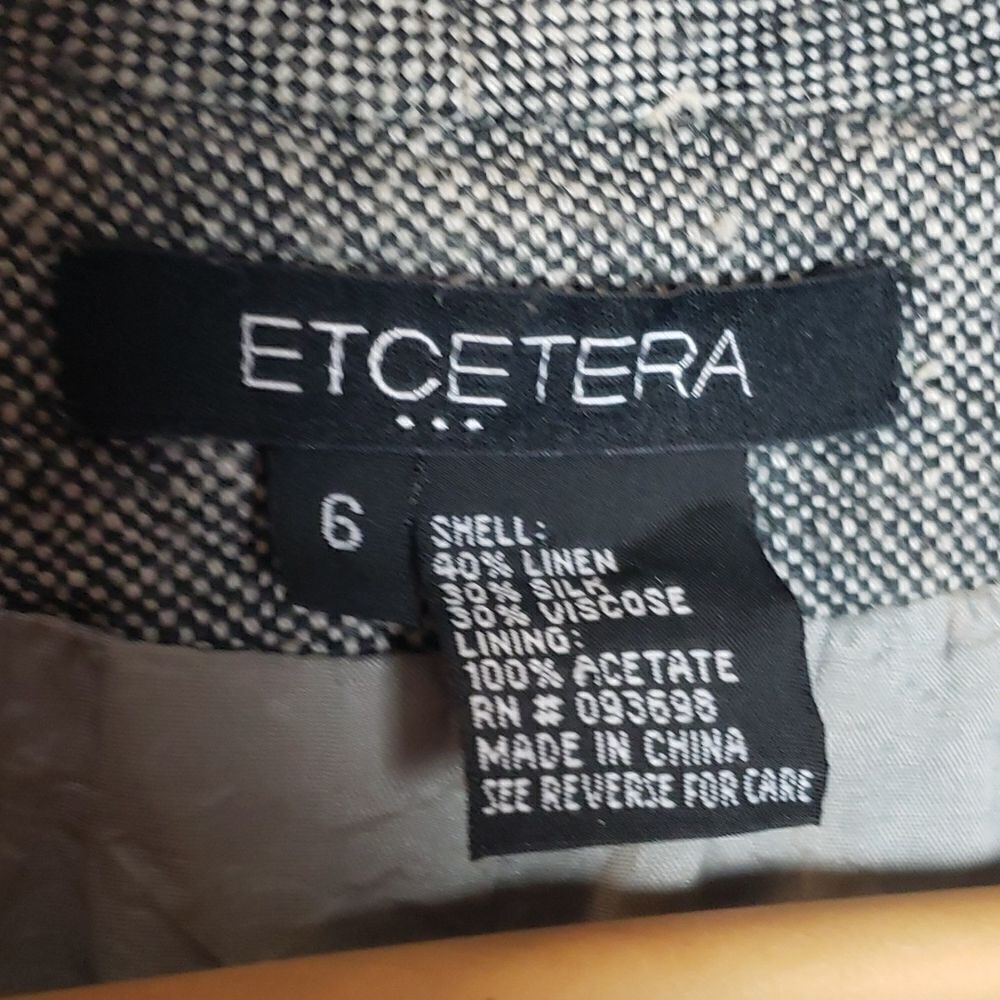 ETCETERA
...
6
SHELL:
40% LINEN
30% SILK
30% VISCOSE
LINING:
100% ACETATE
RN # 093698
MADE IN CHINA
SEE REVERSE FOR CARE